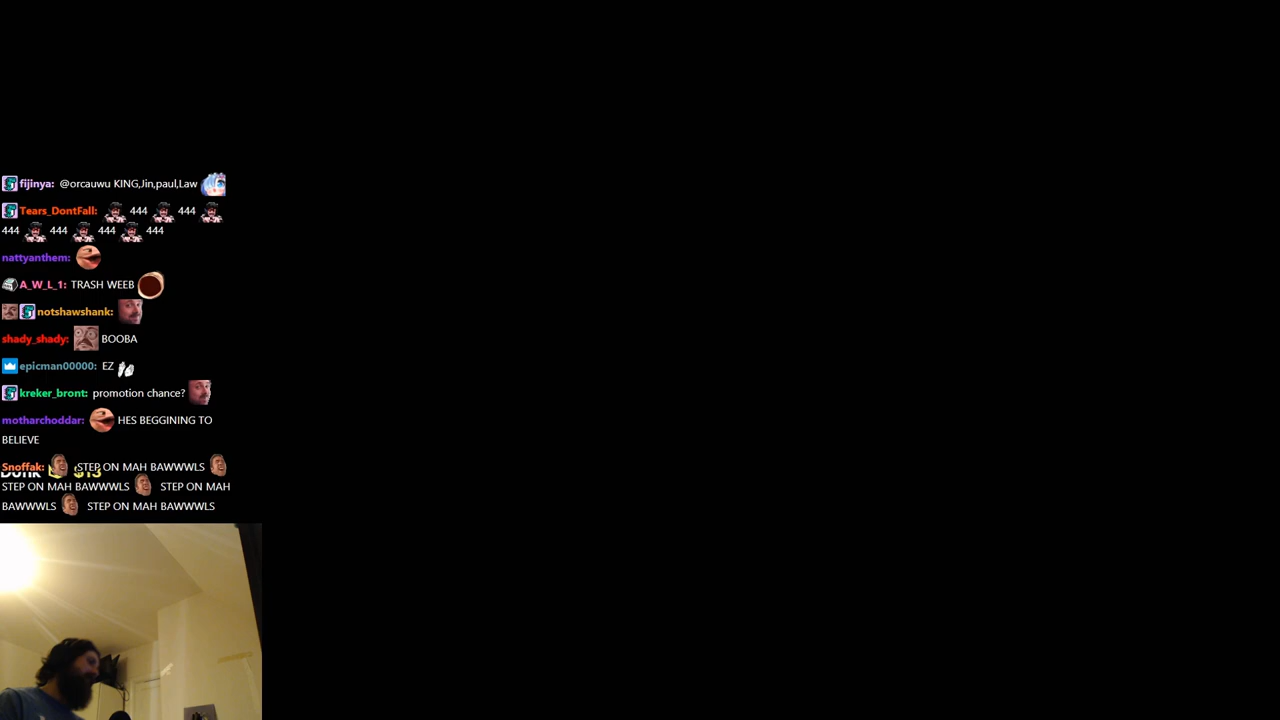 fijinya: @orcauwu KING,Jin,paul,Law
Tears_DontFall: 444 444
444 444 444 444
nattyanthem:
A_W_L_1: TRASH WEEB
notshawshank:
shady_shady: BOOBA
epicman00000: EZ
kreker_bront: promotion chance?
motharchoddar: HES BEGGINING TO
BELIEVE
Snoffak: STEP ON MAH BAWWWLS
STEP ON MAH BAWWWLS STEP ON MAH
BAWWWLS STEP ON MAH BAWWWLS